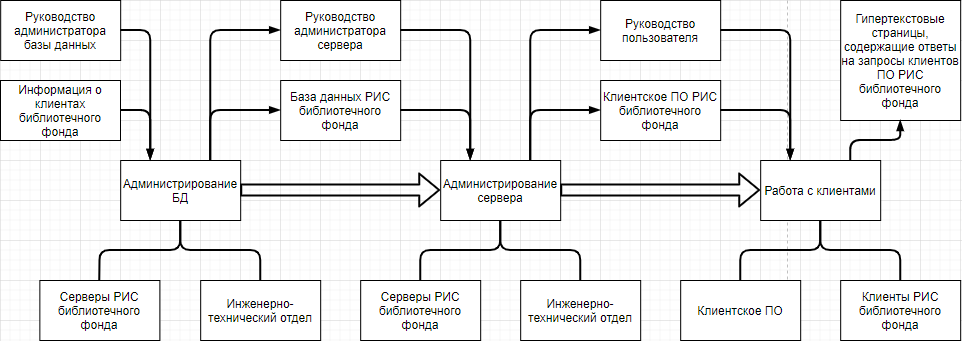 Руководство
администратора
базы данных
Руководство
администратора
сервера
Руководство
пользователя
Гипертекстовые
страницы,
содержащие ответы
на запросы клиентов
ПО РИС
библиотечного
фонда
Информация о
клиентах
библиотечного
фонда
База данных РИС
библиотечного
фонда
Клиентское ПО РИС
библиотечного
фонда
Администрирование
БД
Администрирование
сервера
Работа с клиентами
Серверы РИС
библиотечного
фонда
Инженерно-
технический отдел
Серверы РИС
библиотечного
фонда
Инженерно-
технический отдел
Клиентское ПО
Клиенты РИС
библиотечного
фонда